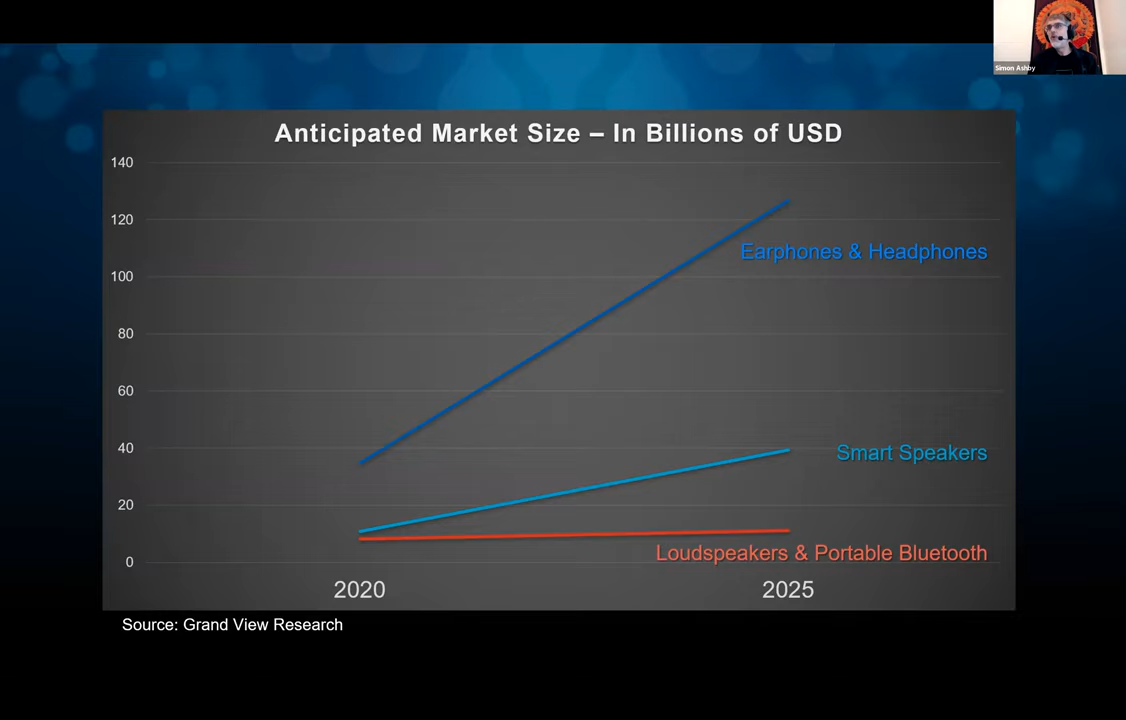 Simon Ashby
Anticipated Market Size – In Billions of USD
140
120
100
80
60
40
20
0
Earphones & Headphones
Smart Speakers
Loudspeakers & Portable Bluetooth
2020
2025
Source: Grand View Research